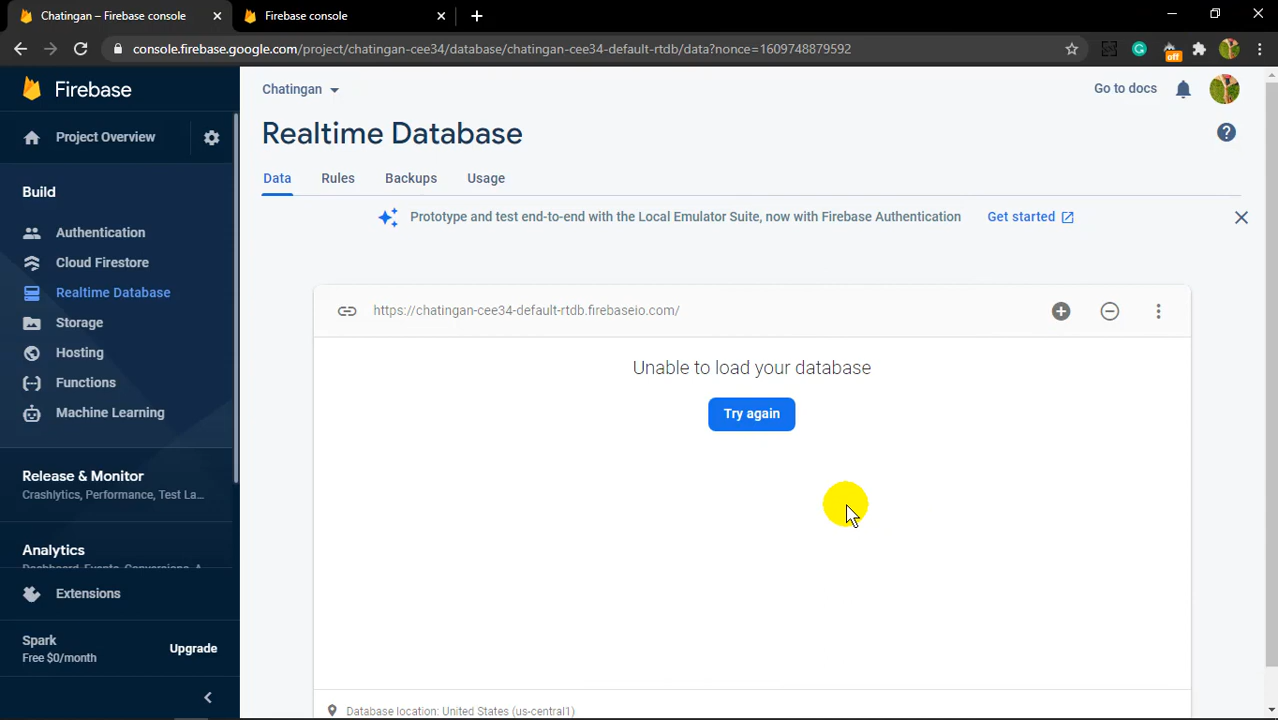 Chatingan – Firebase console
Firebase console
console.firebase.google.com/project/chatingan-cee34/database/chatingan-cee34-default-rtdb/data?nonce=1609748879592
off
Firebase
Project Overview
Build
Authentication
Cloud Firestore
Realtime Database
Storage
Hosting
Functions
Machine Learning
Release & Monitor
Crashlytics, Performance, Test La...
Analytics
Dashboard, Events, Conversions, A...
Extensions
Spark
Free $0/month
Upgrade
Chatingan
Go to docs
Realtime Database
Data
Rules
Backups
Usage
Prototype and test end-to-end with the Local Emulator Suite, now with Firebase Authentication
Get started
https://chatingan-cee34-default-rtdb.firebaseio.com/
Unable to load your database
Try again
Database location: United States (us-central1)